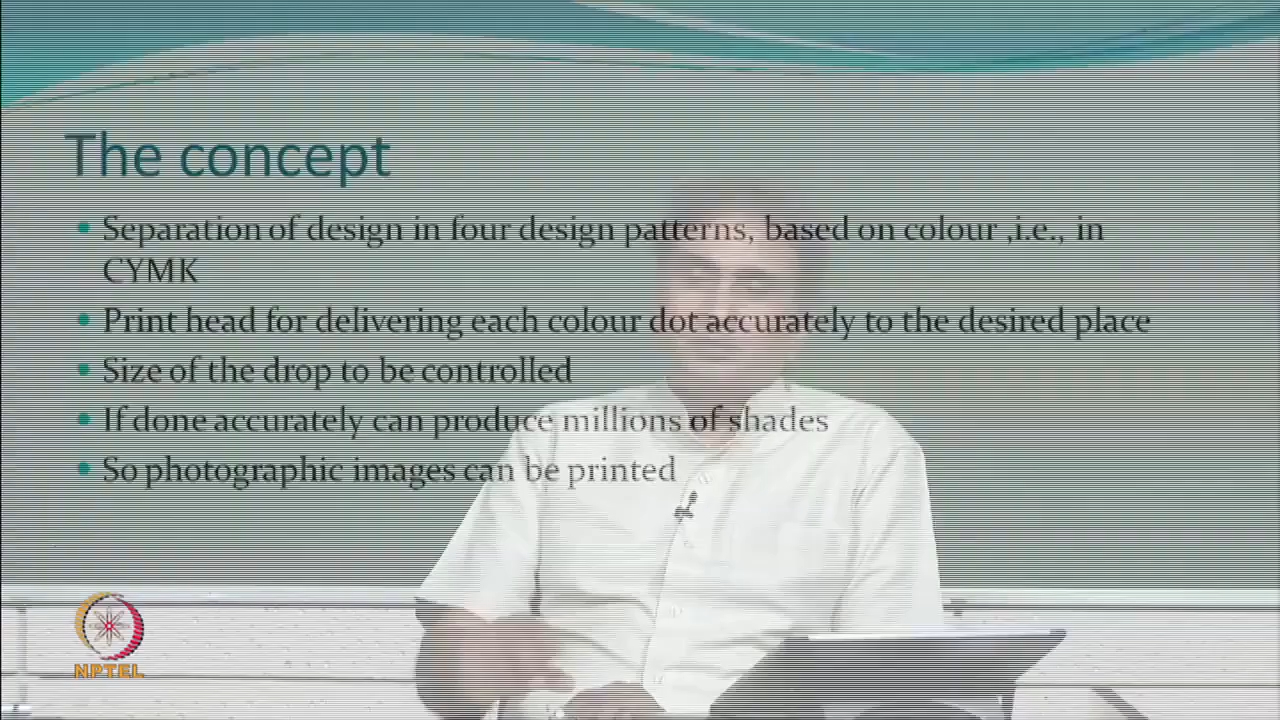 The concept
Separation of design in four design patterns, based on colour ,i.e., in
CYMK
Print head for delivering each colour dot accurately to the desired place
Size of the drop to be controlled
If done accurately can produce millions of shades
So photographic images can be printed
NPTEL